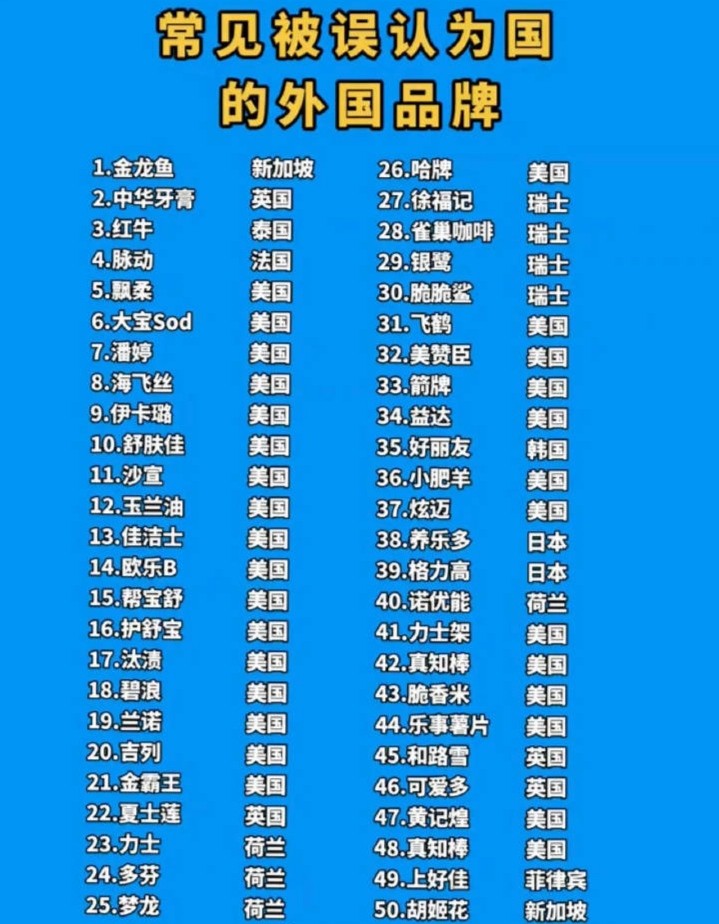 常见被误认为国
的外国品牌
1.金龙鱼 新加坡
2.中华牙膏 英国
3.红牛 泰国
4.脉动 法国
5.飘柔 美国
6.大宝Sod 美国
7.潘婷 美国
8.海飞丝 美国
9.伊卡璐 美国
10.舒肤佳 美国
11.沙宣 美国
12.玉兰油 美国
13.佳洁士 美国
14.欧乐B 美国
15.帮宝舒 美国
16.护舒宝 美国
17.汰渍 美国
18.碧浪 美国
19.兰诺 美国
20.吉列 美国
21.金霸王 美国
22.夏士莲 英国
23.力士 荷兰
24.多芬 荷兰
25.梦龙 荷兰
26.哈牌 美国
27.徐福记 瑞士
28.雀巢咖啡 瑞士
29.银鹭 瑞士
30.脆脆鲨 瑞士
31.飞鹤 美国
32.美赞臣 美国
33.箭牌 美国
34.益达 美国
35.好丽友 韩国
36.小肥羊 美国
37.炫迈 美国
38.养乐多 日本
39.格力高 日本
40.诺优能 荷兰
41.力士架 美国
42.真知棒 美国
43.脆香米 美国
44.乐事薯片 美国
45.和路雪 英国
46.可爱多 英国
47.黄记煌 美国
48.真知棒 美国
49.上好佳 菲律宾
50.胡姬花 新加坡